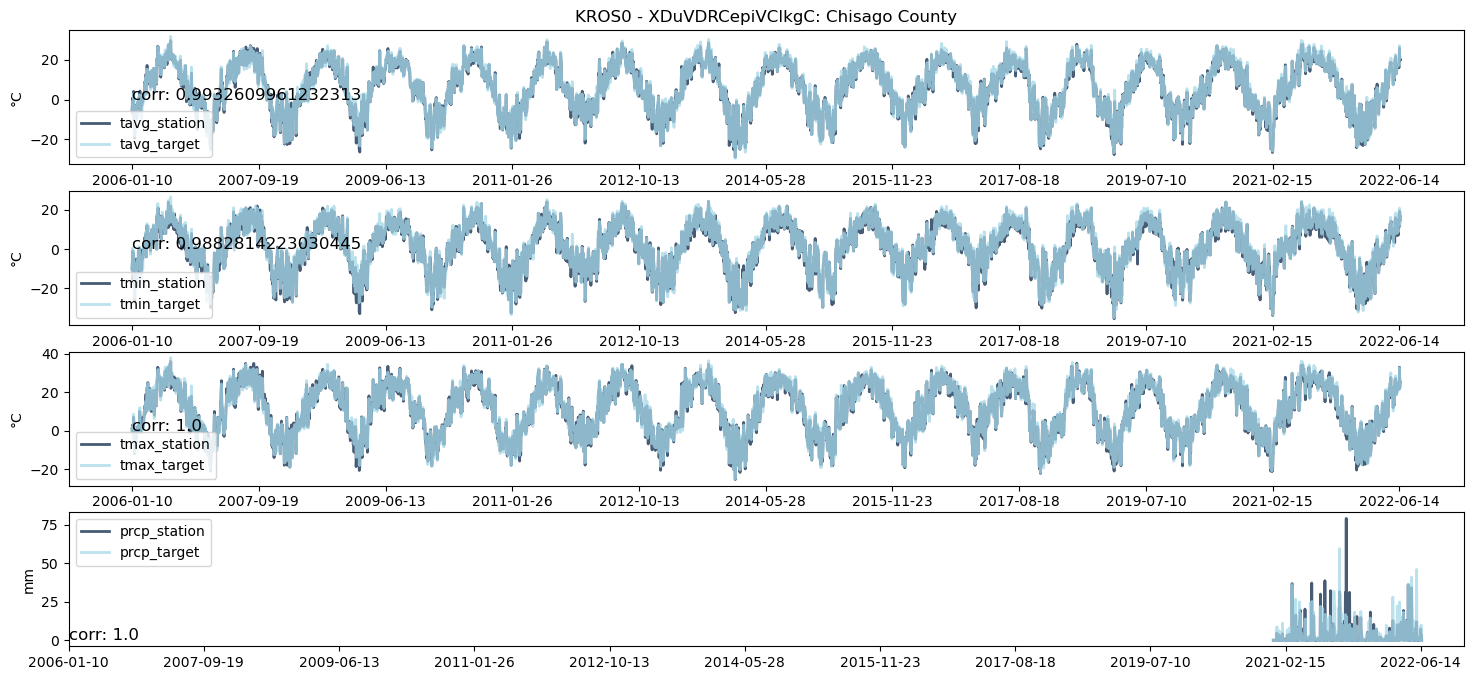 KROS0 - XDuVDRCepiVClkgC: Chisago County
20
0
−20
°C
corr: 0.9932609961232313
tavg_station
tavg_target
2006-01-10 2007-09-19 2009-06-13 2011-01-26 2012-10-13 2014-05-28 2015-11-23 2017-08-18 2019-07-10 2021-02-15 2022-06-14
20
0
−20
°C
corr: 0.9882814223030445
tmin_station
tmin_target
2006-01-10 2007-09-19 2009-06-13 2011-01-26 2012-10-13 2014-05-28 2015-11-23 2017-08-18 2019-07-10 2021-02-15 2022-06-14
40
20
0
−20
°C
corr: 1.0
tmax_station
tmax_target
2006-01-10 2007-09-19 2009-06-13 2011-01-26 2012-10-13 2014-05-28 2015-11-23 2017-08-18 2019-07-10 2021-02-15 2022-06-14
75
50
25
0
mm
prcp_station
prcp_target
corr: 1.0
2006-01-10 2007-09-19 2009-06-13 2011-01-26 2012-10-13 2014-05-28 2015-11-23 2017-08-18 2019-07-10 2021-02-15 2022-06-14